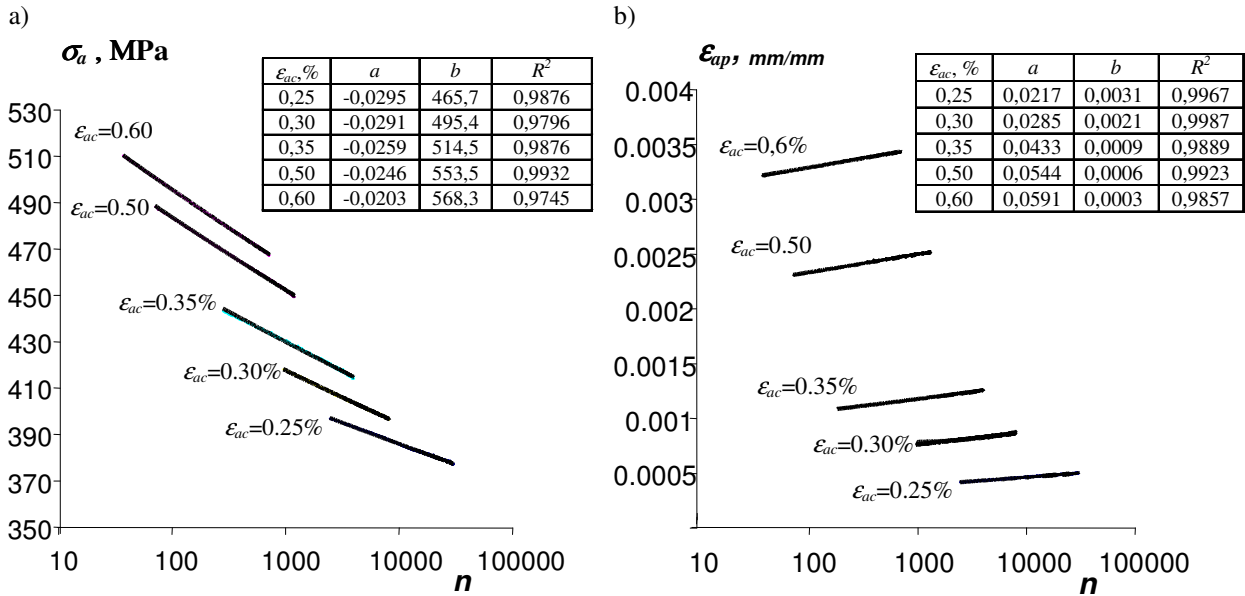 a)
σa , MPa
εac,% a b R2
0,25 -0,0295 465,7 0,9876
0,30 -0,0291 495,4 0,9796
0,35 -0,0259 514,5 0,9876
0,50 -0,0246 553,5 0,9932
0,60 -0,0203 568,3 0,9745
530
510
490
470
450
430
410
390
370
350
εac=0.60
εac=0.50
εac=0.35%
εac=0.30%
εac=0.25%
10 100 1000 10000 100000
n
b)
εap, mm/mm
εac, % a b R2
0,25 0,0217 0,0031 0,9967
0,30 0,0285 0,0021 0,9987
0,35 0,0433 0,0009 0,9889
0,50 0,0544 0,0006 0,9923
0,60 0,0591 0,0003 0,9857
0.004
0.0035
0.003
0.0025
0.002
0.0015
0.001
0.0005
εac=0,6%
εac=0.50
εac=0.35%
εac=0.30%
εac=0.25%
10 100 1000 10000 100000
n